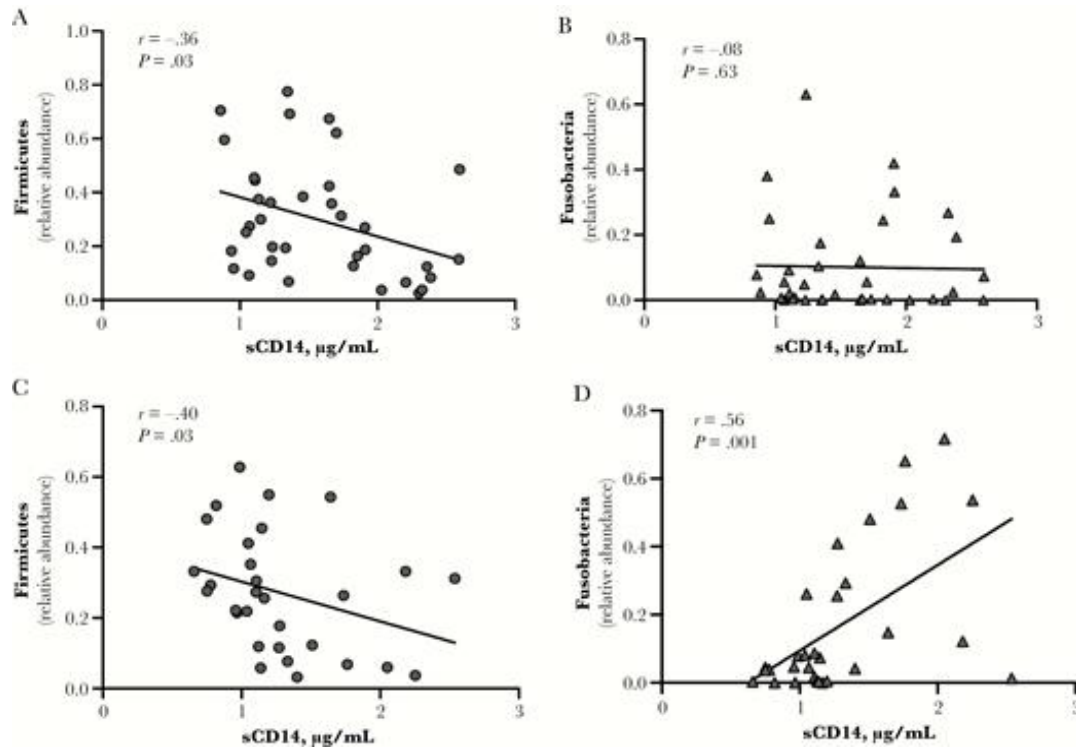 A
r = –.36
P = .03
Firmicutes
(relative abundance)
1.0
0.8
0.6
0.4
0.2
0.0
0
1
2
3
sCD14, µg/mL
B
r = –.08
P = .63
Fusobacteria
(relative abundance)
0.8
0.6
0.4
0.2
0.0
0
1
2
3
sCD14, µg/mL
C
r = –.40
P = .03
Firmicutes
(relative abundance)
0.8
0.6
0.4
0.2
0.0
0
1
2
3
sCD14, µg/mL
D
r = .56
P = .001
Fusobacteria
(relative abundance)
0.8
0.6
0.4
0.2
0.0
0
1
2
3
sCD14, µg/mL